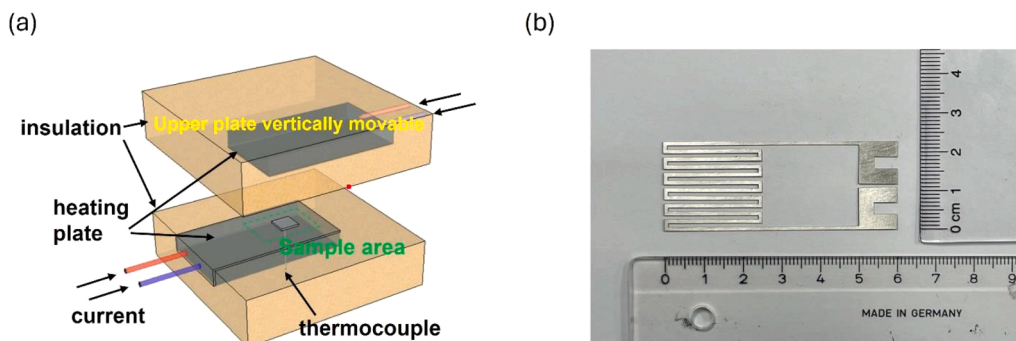 (a)
(b)
Upper plate vertically movable
insulation
heating
plate
Sample area
current
thermocouple
4
3
2
1
0 cm
0 1 2 3 4 5 6 7 8 9
MADE IN GERMANY